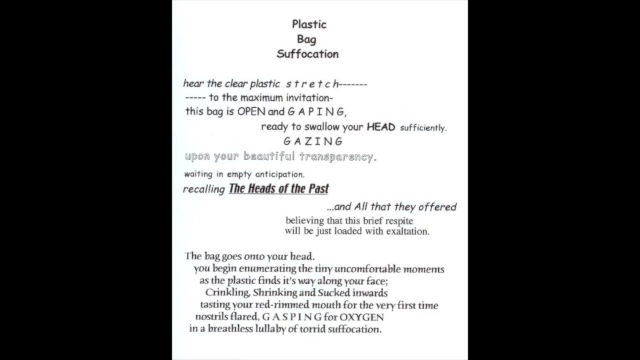 Plastic
Bag
Suffocation
hear the clear plastic s t r e t c h-------
----- to the maximum invitation-
this bag is OPEN and G A P I N G,
ready to swallow your HEAD sufficiently.
G A Z I N G
upon your beautiful transparency.
waiting in empty anticipation.
recalling The Heads of the Past
...and All that they offered
believing that this brief respite
will be just loaded with exaltation.
The bag goes onto your head.
you begin enumerating the tiny uncomfortable moments
as the plastic finds it's way along your face;
Crinkling, Shrinking and Sucked inwards
tasting your red-rimmed mouth for the very first time
nostrils flared, G A S P I N G for OXYGEN
in a breathless lullaby of torrid suffocation.